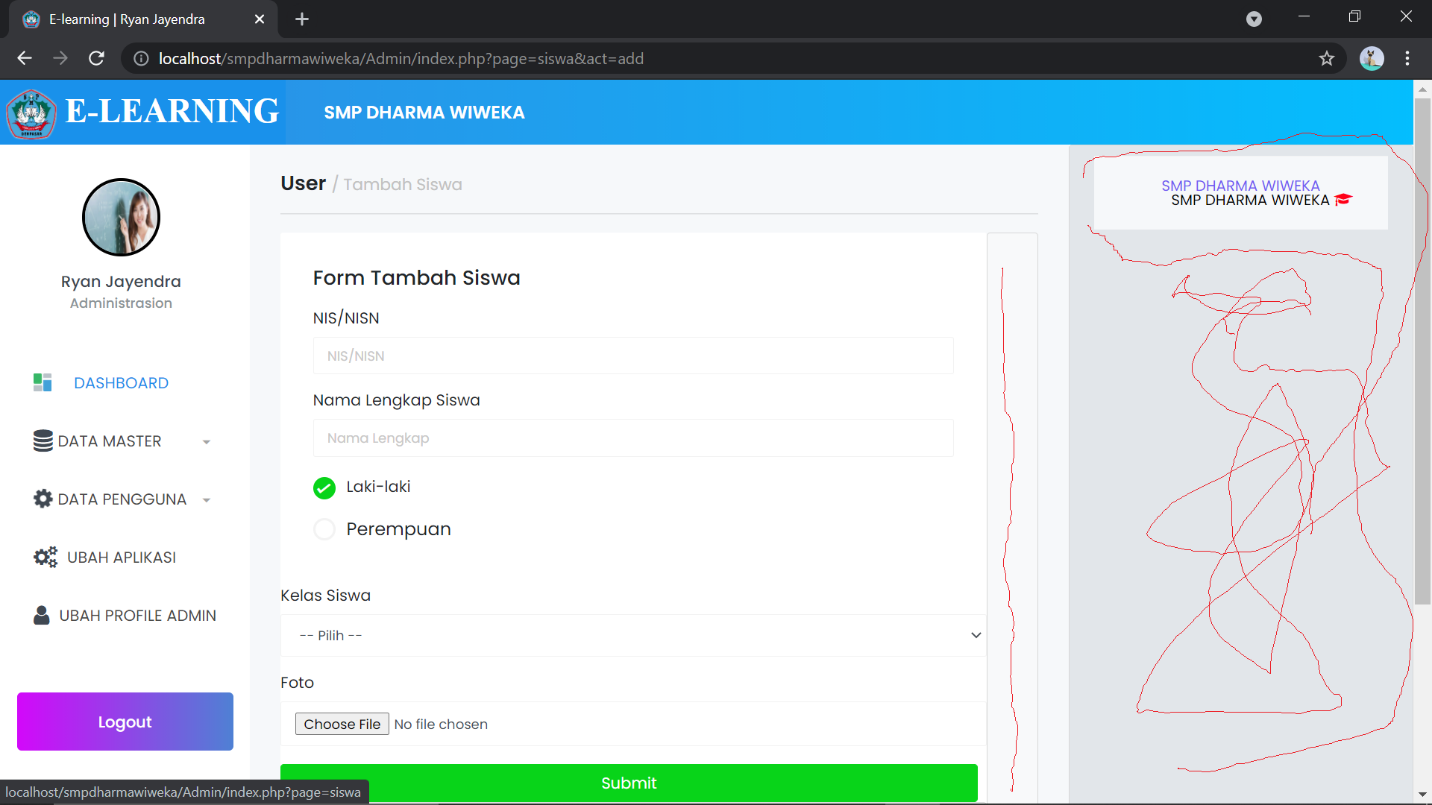 E-learning | Ryan Jayendra
localhost/smpdharmawiweka/Admin/index.php?page=siswa&act=add
E-LEARNING
SMP DHARMA WIWEKA
Ryan Jayendra
Administrasion
DASHBOARD
DATA MASTER
DATA PENGGUNA
UBAH APLIKASI
UBAH PROFILE ADMIN
Logout
User / Tambah Siswa
Form Tambah Siswa
NIS/NISN
NIS/NISN
Nama Lengkap Siswa
Nama Lengkap
Laki-laki
Perempuan
Kelas Siswa
-- Pilih --
Foto
Choose File No file chosen
Submit
SMP DHARMA WIWEKA
SMP DHARMA WIWEKA
localhost/smpdharmawiweka/Admin/index.php?page=siswa